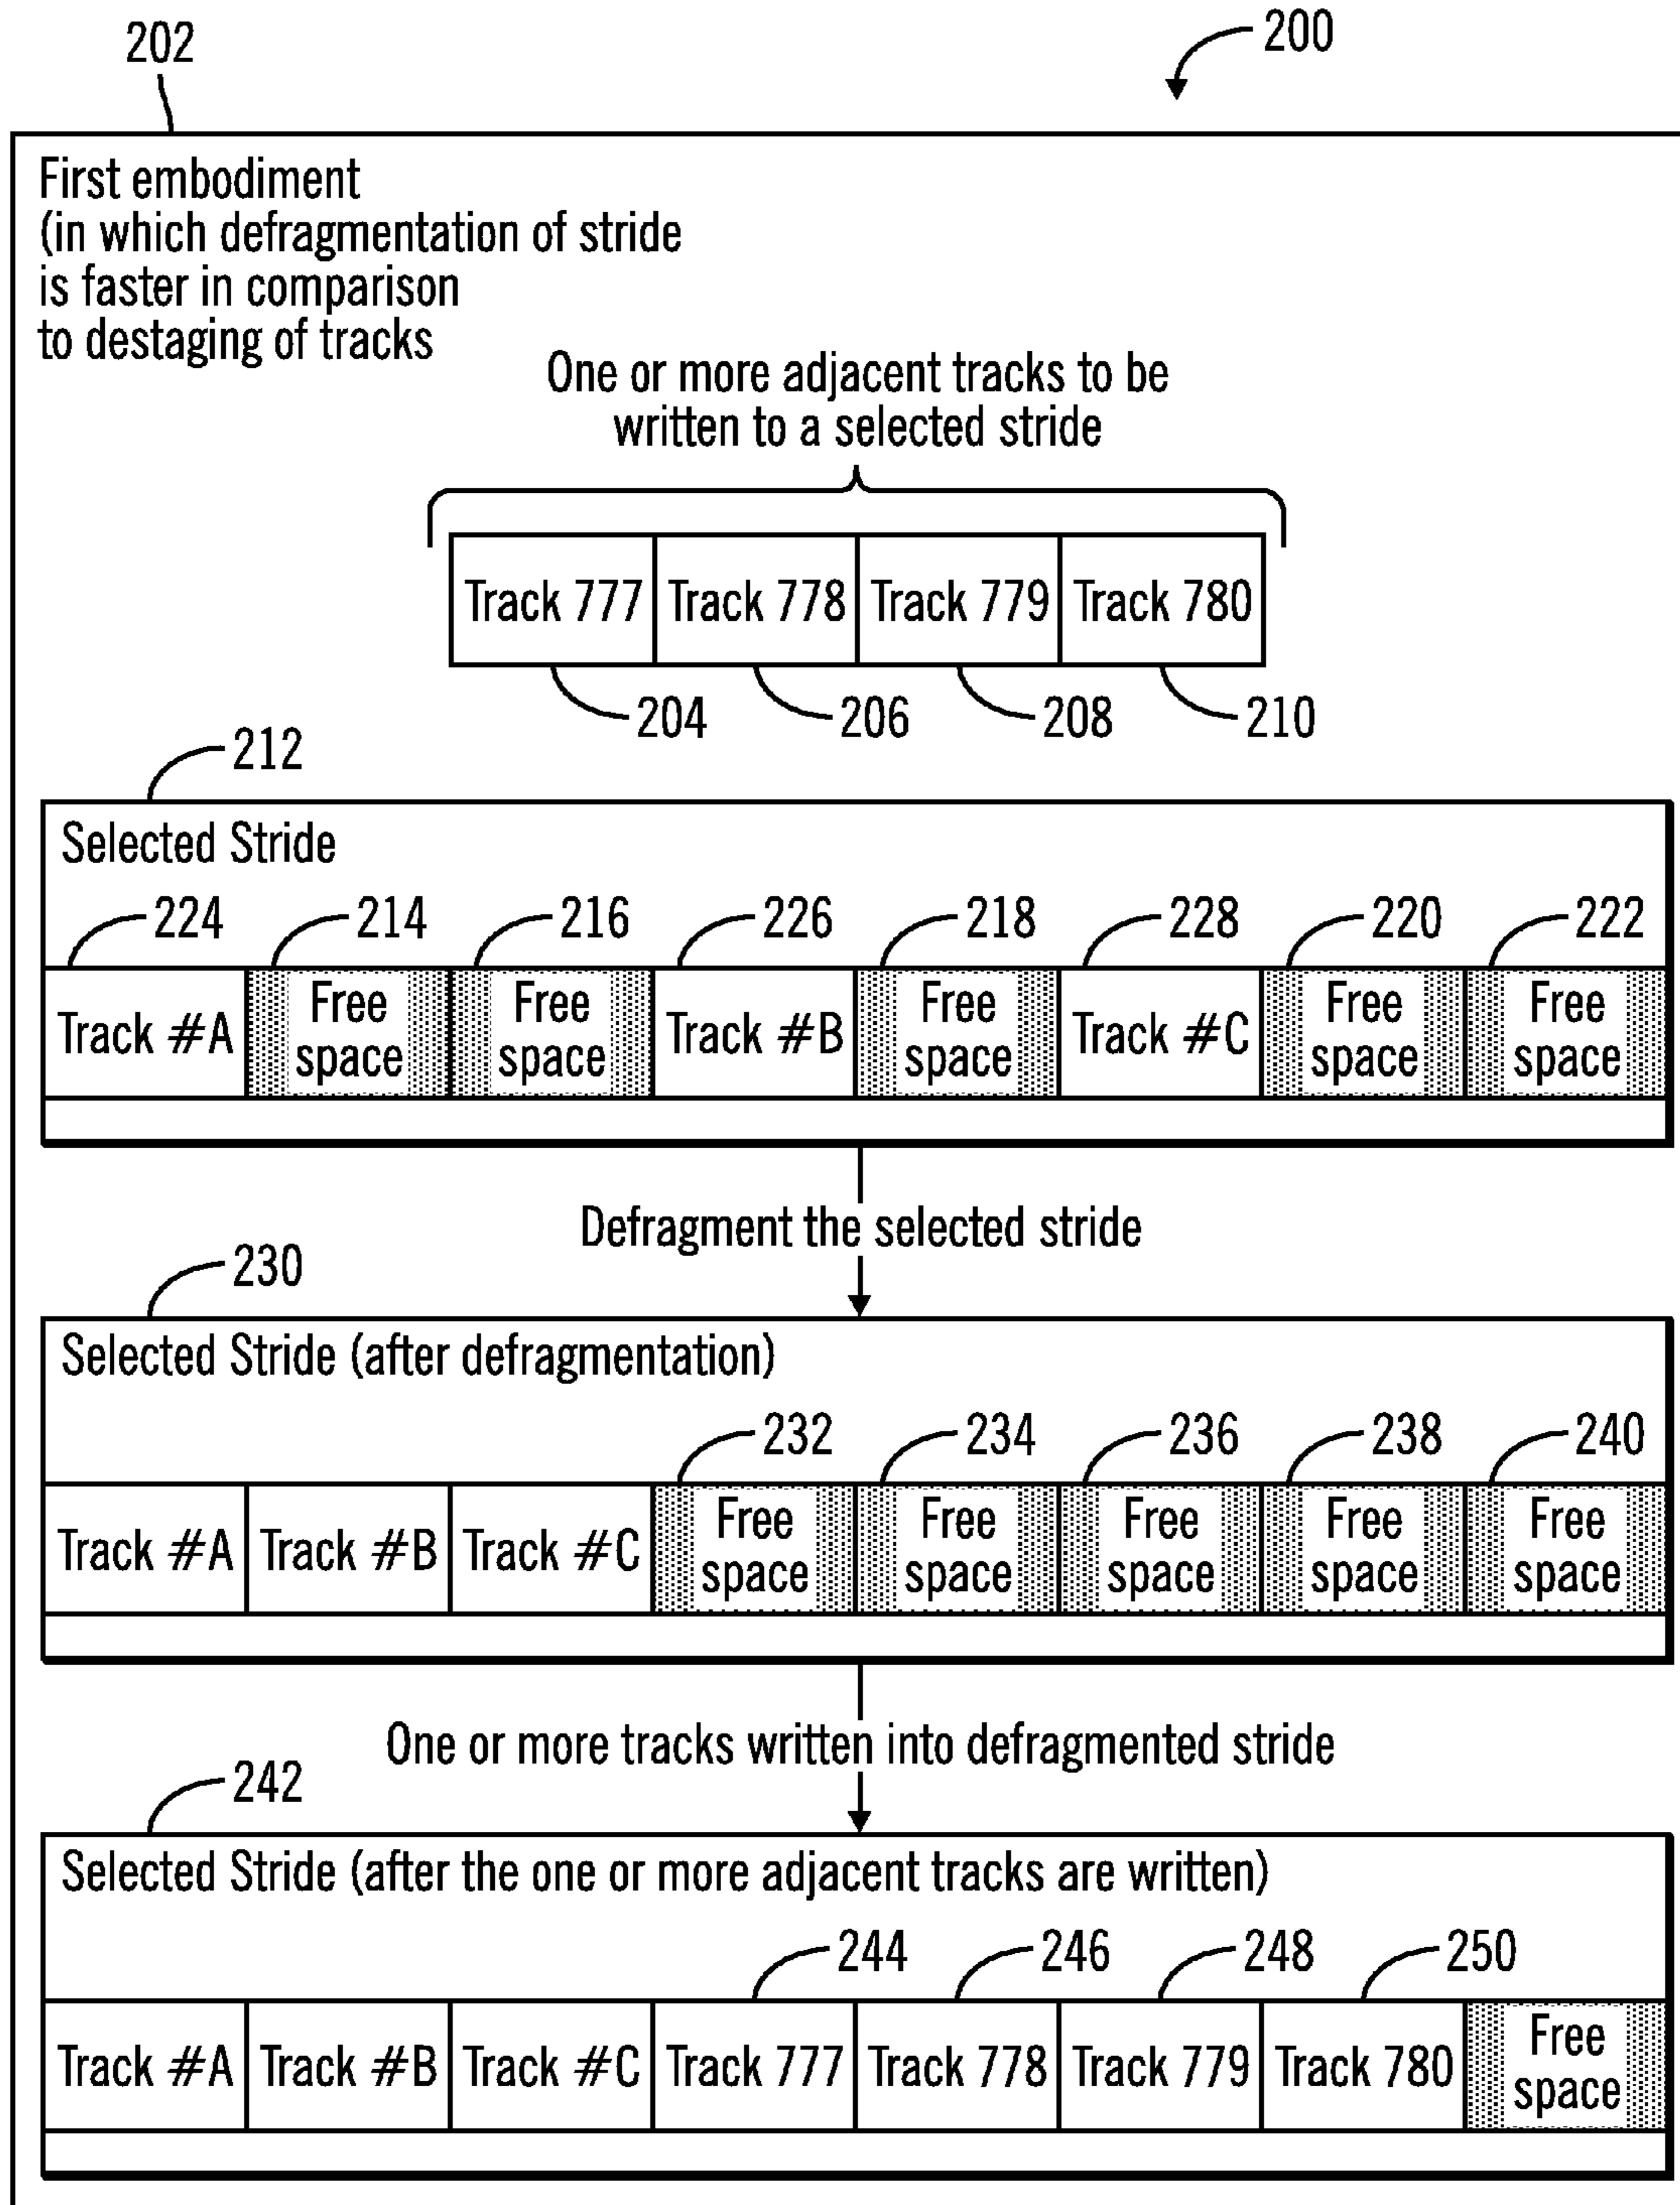 202
200
First embodiment
(in which defragmentation of stride
is faster in comparison
to destaging of tracks
One or more adjacent tracks to be
written to a selected stride
Track 777 Track 778 Track 779 Track 780
204 206 208 210
212
Selected Stride
224 214 216 226 218 228 220 222
Track #A Free space Free space Track #B Free space Track #C Free space Free space
Defragment the selected stride
230
Selected Stride (after defragmentation)
232 234 236 238 240
Track #A Track #B Track #C Free space Free space Free space Free space Free space
One or more tracks written into defragmented stride
242
Selected Stride (after the one or more adjacent tracks are written)
244 246 248 250
Track #A Track #B Track #C Track 777 Track 778 Track 779 Track 780 Free space